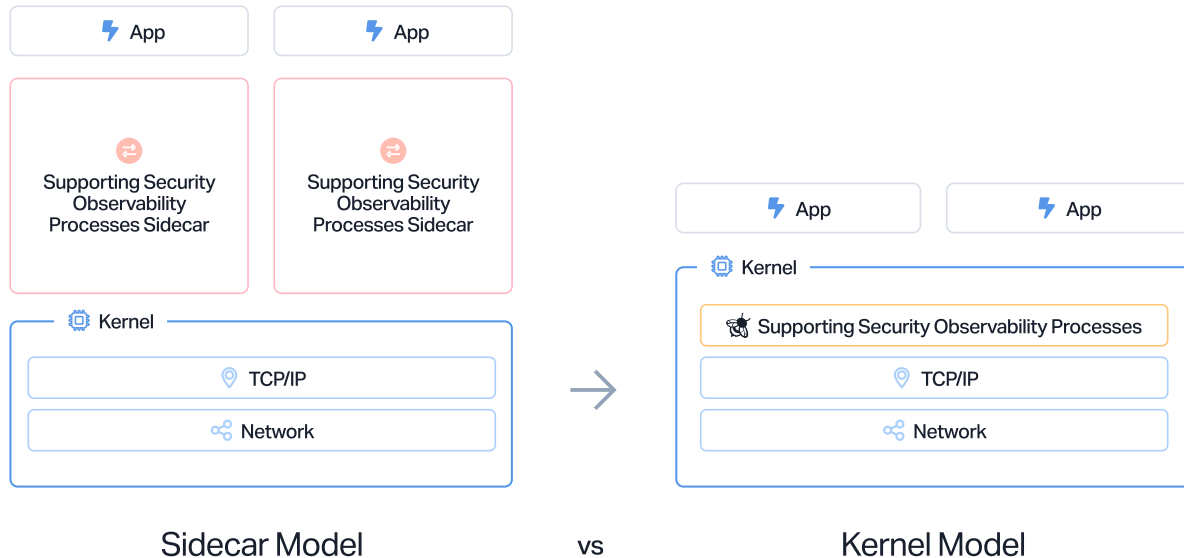 App
App
Supporting Security
Observability
Processes Sidecar
Supporting Security
Observability
Processes Sidecar
Kernel
TCP/IP
Network
App
App
Kernel
Supporting Security Observability Processes
TCP/IP
Network
Sidecar Model
vs
Kernel Model